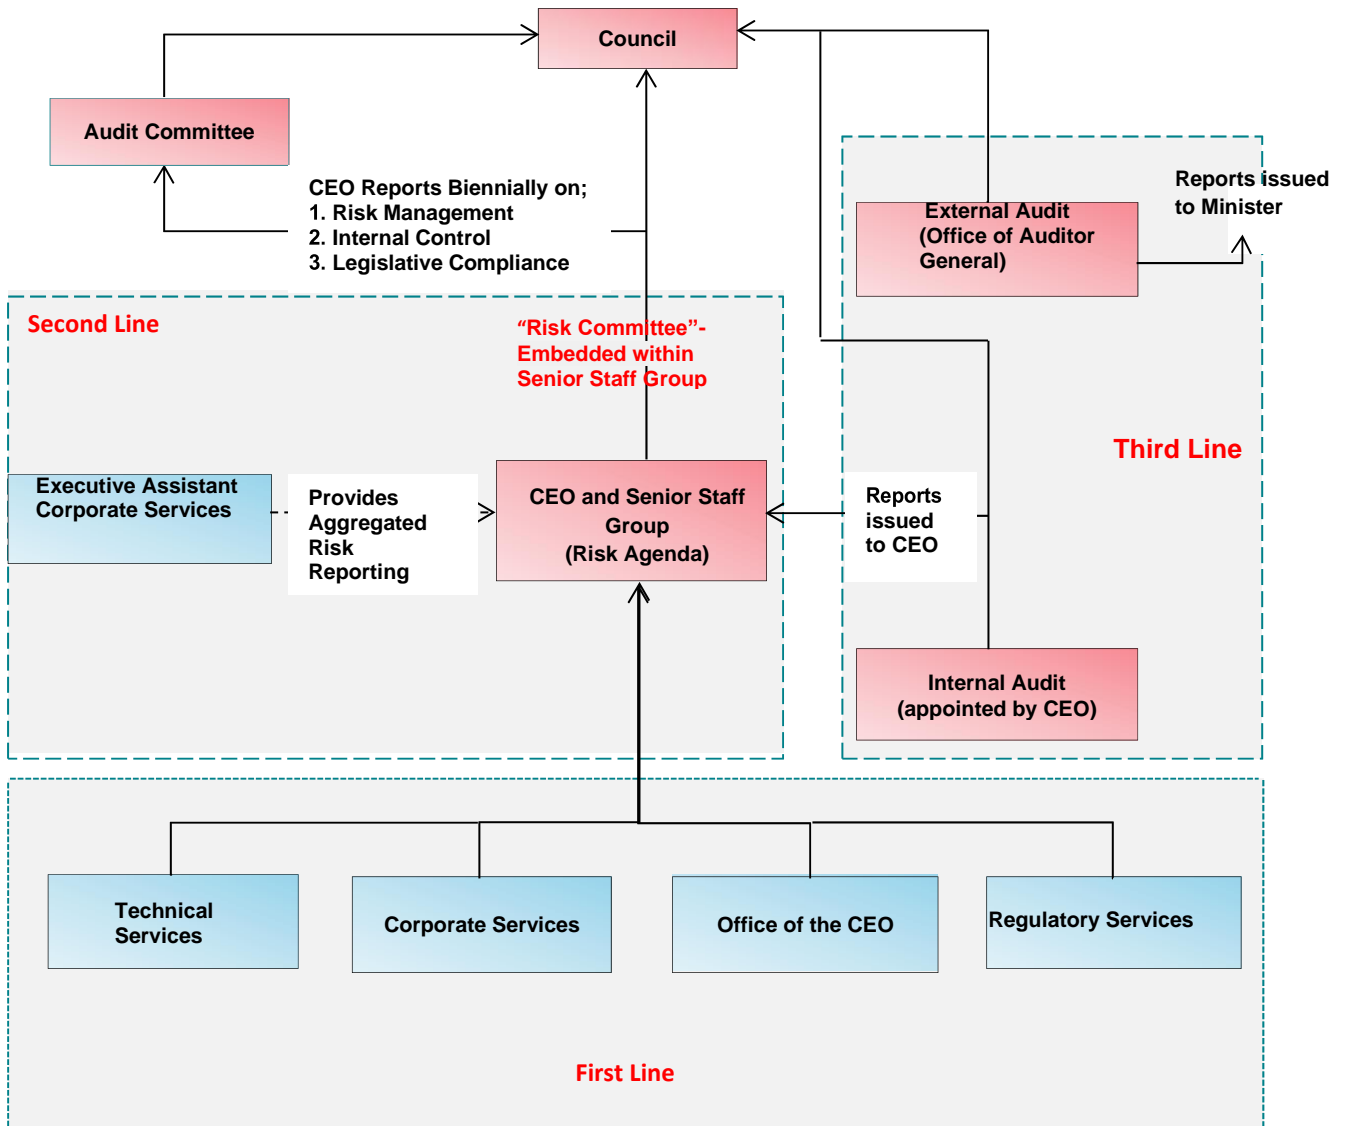 Council
Audit Committee
CEO Reports Biennially on;
1. Risk Management
2. Internal Control
3. Legislative Compliance
Reports issued
to Minister
External Audit
(Office of Auditor
General)
Second Line
“Risk Committee”-
Embedded within
Senior Staff Group
Third Line
Executive Assistant
Corporate Services
Provides
Aggregated
Risk
Reporting
CEO and Senior Staff
Group
(Risk Agenda)
Reports
issued
to CEO
Internal Audit
(appointed by CEO)
Technical
Services
Corporate Services
Office of the CEO
Regulatory Services
First Line